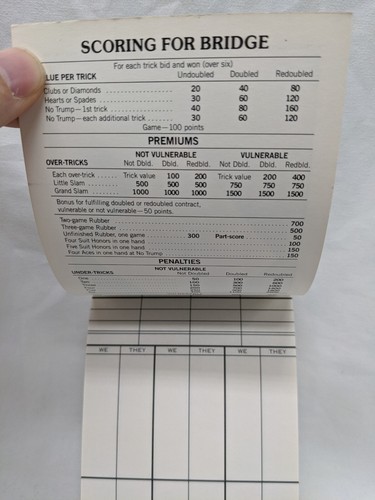 SCORING FOR BRIDGE
For each trick bid and won (over six)
LUE PER TRICK Undoubled Doubled Redoubled
Clubs or Diamonds 20 40 80
Hearts or Spades 30 60 120
No Trump—1st trick 40 80 160
No Trump—each additional trick 30 60 120
Game—100 points
PREMIUMS
NOT VULNERABLE VULNERABLE
OVER-TRICKS Not Dbld. Dbld. Redbld. Not Dbld. Dbld. Redbld.
Each over-trick Trick value 100 200 Trick value 200 400
Little Slam 500 500 500 750 750 750
Grand Slam 1000 1000 1000 1500 1500 1500
Bonus for fulfilling doubled or redoubled contract,
vulnerable or not vulnerable—50 points.
Two-game Rubber 700
Three-game Rubber 500
Unfinished Rubber, one game 300 Part-score 50
Four Suit Honors in one hand 100
Five Suit Honors in one hand 150
Four Aces in one hand at No Trump 150
PENALTIES
NOT VULNERABLE
UNDER-TRICKS Not Doubled Doubled Redoubled
50 100 200
WE THEY WE THEY WE THEY